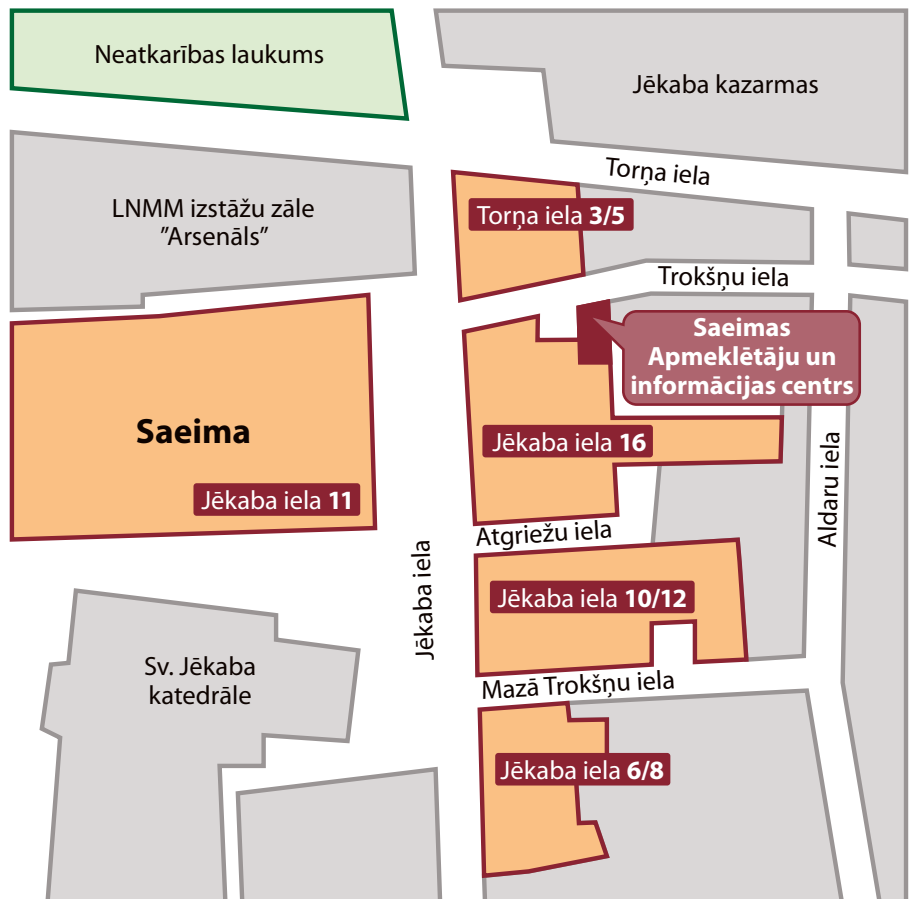 Neatkarības laukums
Jēkaba kazarmas
Torņa iela
LNMM izstāžu zāle
"Arsenāls"
Torņa iela 3/5
Trokšņu iela
Saeimas
Apmeklētāju un
informācijas centrs
Saeima
Jēkaba iela 16
Jēkaba iela 11
Aldaru iela
Atgriežu iela
Jēkaba iela
Jēkaba iela 10/12
Sv. Jēkaba
katedrāle
Mazā Trokšņu iela
Jēkaba iela 6/8